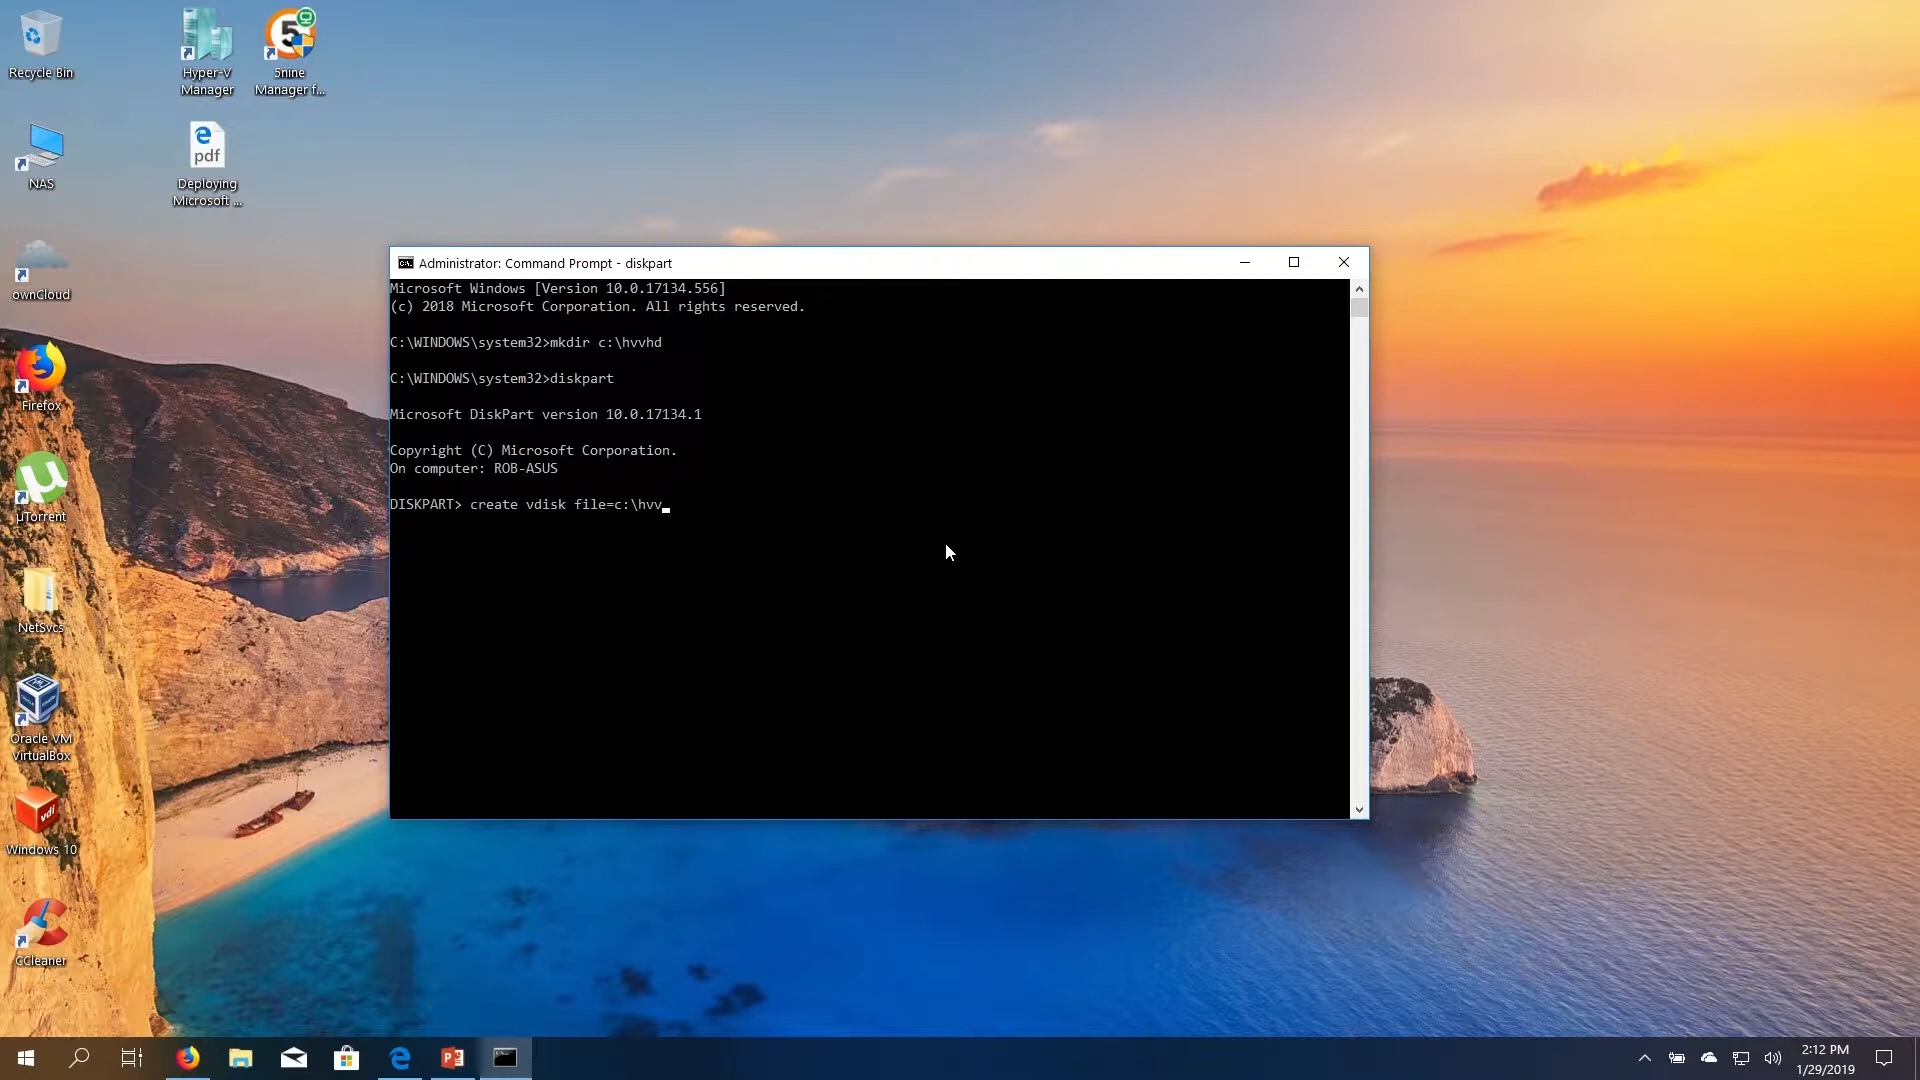 Recycle Bin
Hyper-V
Manager
5nine
Manager f...
NAS
pdf
Deploying
Microsoft ...
ownCloud
Firefox
µTorrent
NetSvcs
Oracle VM
VirtualBox
vdi
Windows 10
CCleaner
Administrator: Command Prompt - diskpart
Microsoft Windows [Version 10.0.17134.556]
(c) 2018 Microsoft Corporation. All rights reserved.
C:\WINDOWS\system32>mkdir c:\hvvhd
C:\WINDOWS\system32>diskpart
Microsoft DiskPart version 10.0.17134.1
Copyright (C) Microsoft Corporation.
On computer: ROB-ASUS
DISKPART> create vdisk file=c:\hvv
2:12 PM
1/29/2019